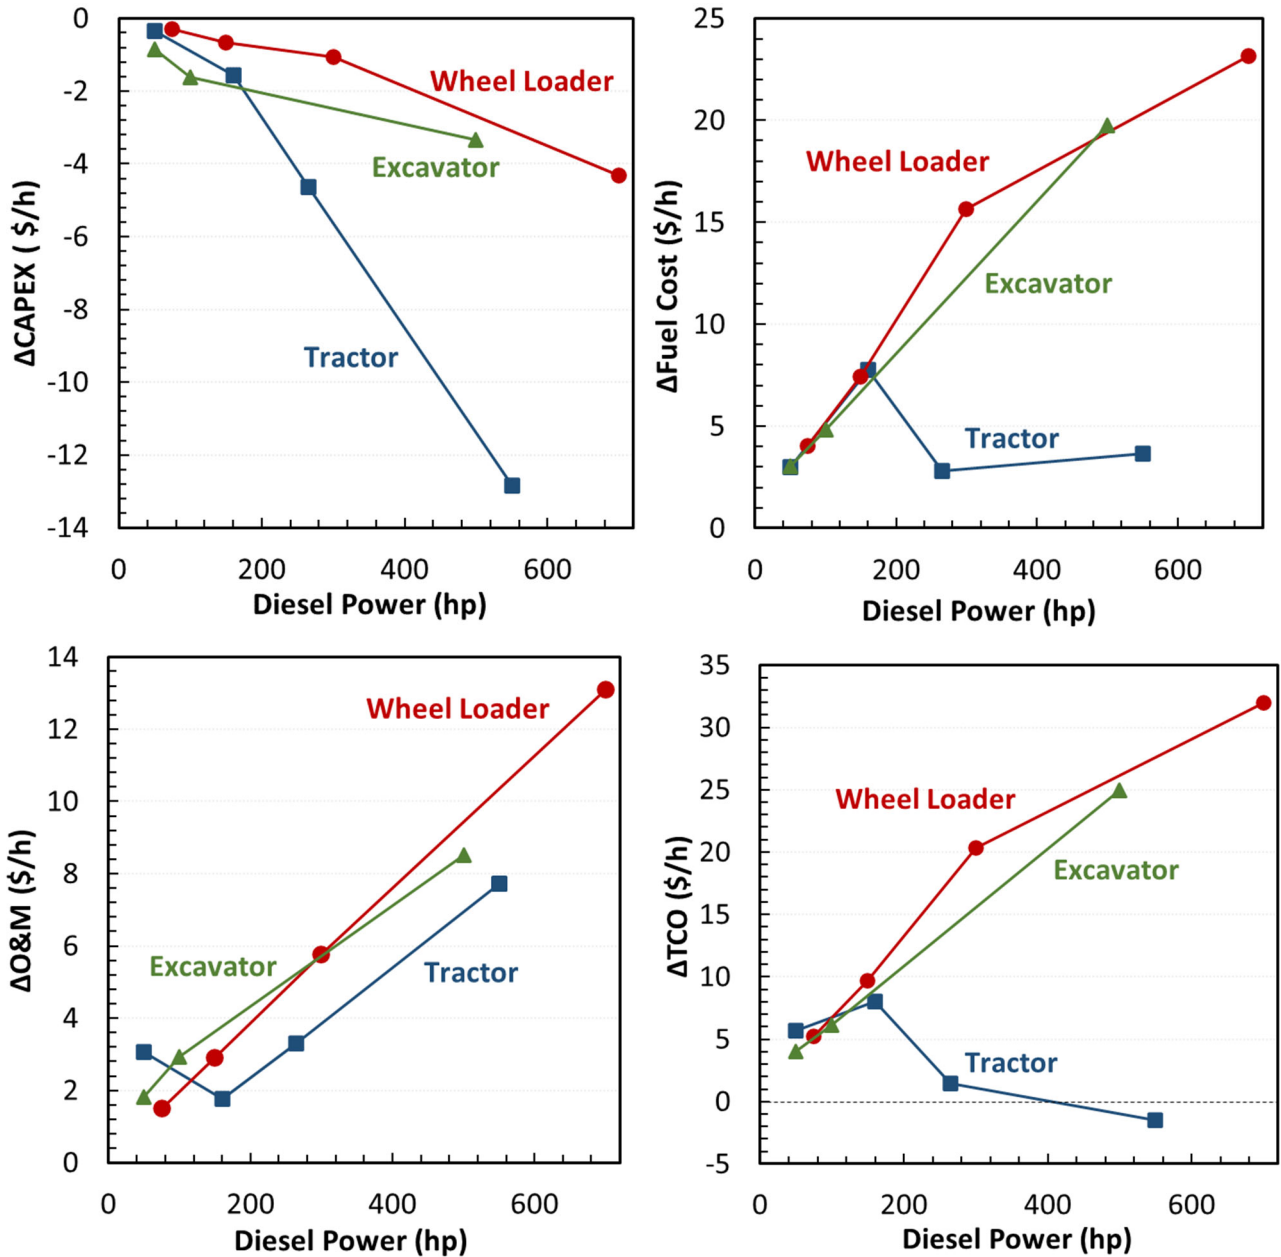 0
-2
-4
-6
-8
-10
-12
-14
ΔCAPEX ( $/h)
Wheel Loader
Excavator
Tractor
0 200 400 600
Diesel Power (hp)
25
20
15
10
5
0
ΔFuel Cost ($/h)
Wheel Loader
Excavator
Tractor
0 200 400 600
Diesel Power (hp)
14
12
10
8
6
4
2
0
ΔO&M ($/h)
Wheel Loader
Excavator
Tractor
0 200 400 600
Diesel Power (hp)
35
30
25
20
15
10
5
0
-5
ΔTCO ($/h)
Wheel Loader
Excavator
Tractor
0 200 400 600
Diesel Power (hp)